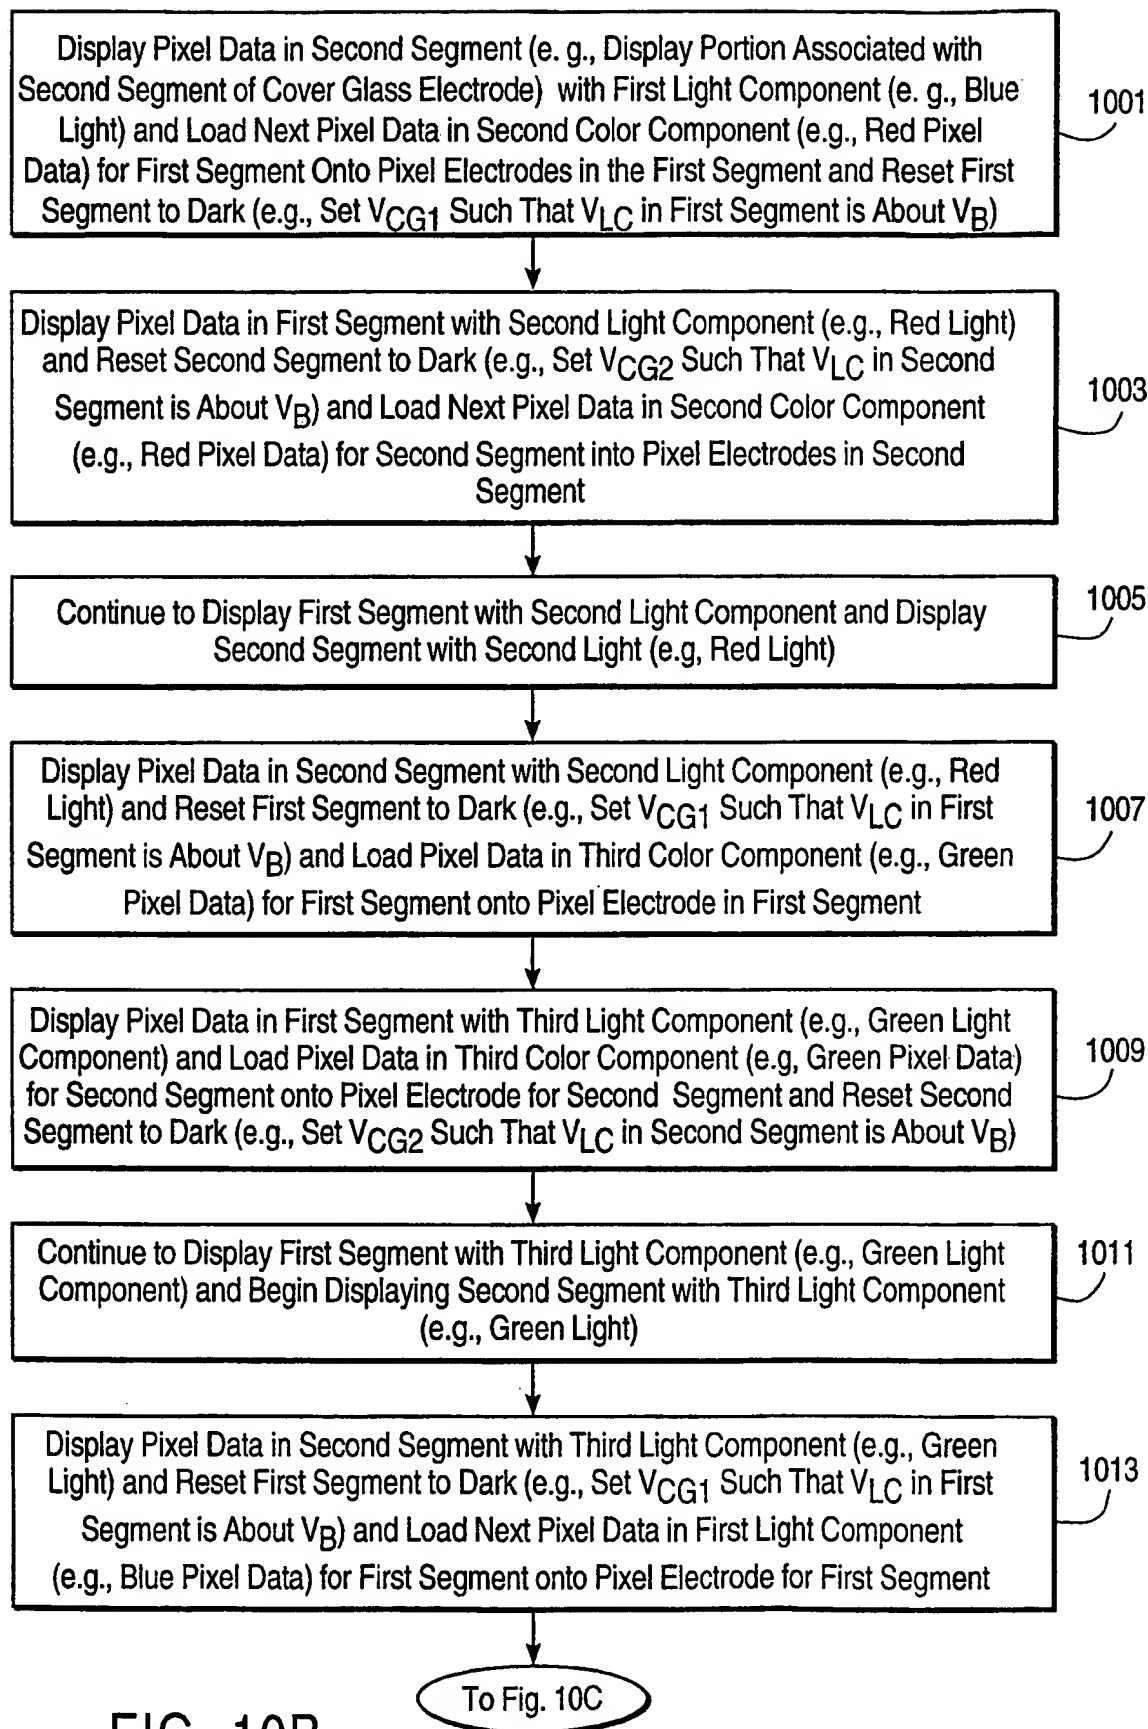 Display Pixel Data in Second Segment (e. g., Display Portion Associated with
Second Segment of Cover Glass Electrode) with First Light Component (e. g., Blue
Light) and Load Next Pixel Data in Second Color Component (e.g., Red Pixel
Data) for First Segment Onto Pixel Electrodes in the First Segment and Reset First
Segment to Dark (e.g., Set VCG1 Such That VLC in First Segment is About VB)
1001
Display Pixel Data in First Segment with Second Light Component (e.g., Red Light)
and Reset Second Segment to Dark (e.g., Set VCG2 Such That VLC in Second
Segment is About VB) and Load Next Pixel Data in Second Color Component
(e.g., Red Pixel Data) for Second Segment into Pixel Electrodes in Second
Segment
1003
Continue to Display First Segment with Second Light Component and Display
Second Segment with Second Light (e.g, Red Light)
1005
Display Pixel Data in Second Segment with Second Light Component (e.g., Red
Light) and Reset First Segment to Dark (e.g., Set VCG1 Such That VLC in First
Segment is About VB) and Load Pixel Data in Third Color Component (e.g., Green
Pixel Data) for First Segment onto Pixel Electrode in First Segment
1007
Display Pixel Data in First Segment with Third Light Component (e.g., Green Light
Component) and Load Pixel Data in Third Color Component (e.g, Green Pixel Data)
for Second Segment onto Pixel Electrode for Second Segment and Reset Second
Segment to Dark (e.g., Set VCG2 Such That VLC in Second Segment is About VB)
1009
Continue to Display First Segment with Third Light Component (e.g., Green Light
Component) and Begin Displaying Second Segment with Third Light Component
(e.g., Green Light)
1011
Display Pixel Data in Second Segment with Third Light Component (e.g., Green
Light) and Reset First Segment to Dark (e.g., Set VCG1 Such That VLC in First
Segment is About VB) and Load Next Pixel Data in First Light Component
(e.g., Blue Pixel Data) for First Segment onto Pixel Electrode for First Segment
1013
To Fig. 10C
FIG. 10B